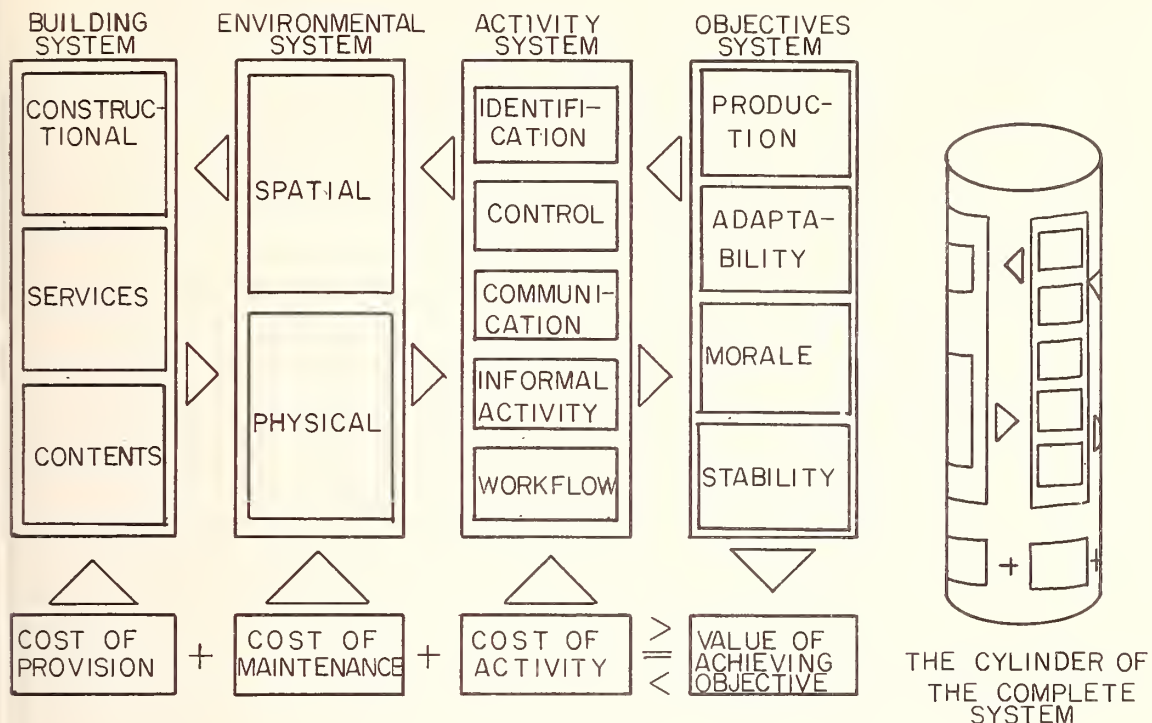 BUILDING
SYSTEM
ENVIRONMENTAL
SYSTEM
ACTIVITY
SYSTEM
OBJECTIVES
SYSTEM
CONSTRUC-
TIONAL
SERVICES
CONTENTS
SPATIAL
PHYSICAL
IDENTIFI-
CATION
CONTROL
COMMUNI-
CATION
INFORMAL
ACTIVITY
WORKFLOW
PRODUC-
TION
ADAPTA-
BILITY
MORALE
STABILITY
COST OF
PROVISION
+
COST OF
MAINTENANCE
+
COST OF
ACTIVITY
>
=
<
VALUE OF
ACHIEVING
OBJECTIVE
+
+
THE CYLINDER OF
THE COMPLETE
SYSTEM